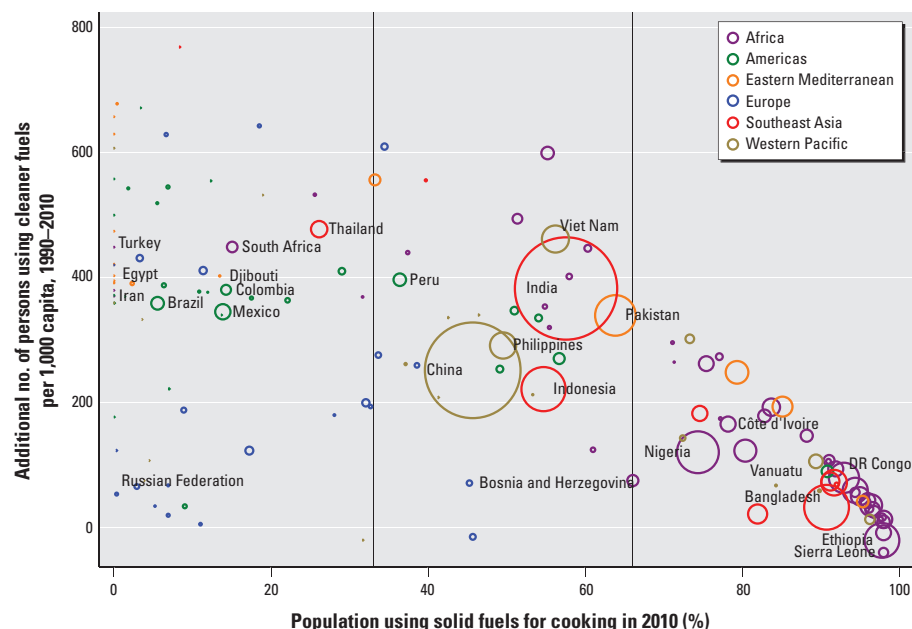 Additional no. of persons using cleaner fuels
per 1,000 capita, 1990–2010
800
600
400
200
0
Africa
Americas
Eastern Mediterranean
Europe
Southeast Asia
Western Pacific
Viet Nam
Thailand
Turkey
South Africa
Egypt
Djibouti
Peru
India
Iran
Colombia
Brazil
Mexico
Pakistan
Philippines
China
Indonesia
Côte d'Ivoire
Nigeria
Russian Federation
Bosnia and Herzegovina
Vanuatu
DR Congo
Bangladesh
Ethiopia
Sierra Leone
0
20
40
60
80
100
Population using solid fuels for cooking in 2010 (%)